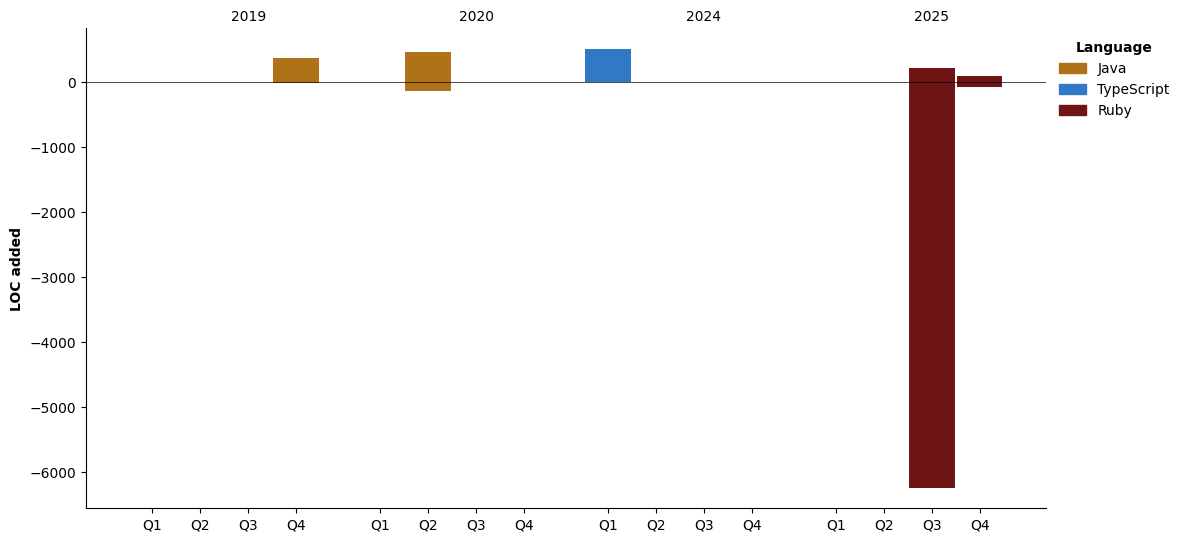 2019 2020 2024 2025
Language
Java
TypeScript
Ruby
LOC added
0
−1000
−2000
−3000
−4000
−5000
−6000
Q1 Q2 Q3 Q4 Q1 Q2 Q3 Q4 Q1 Q2 Q3 Q4 Q1 Q2 Q3 Q4